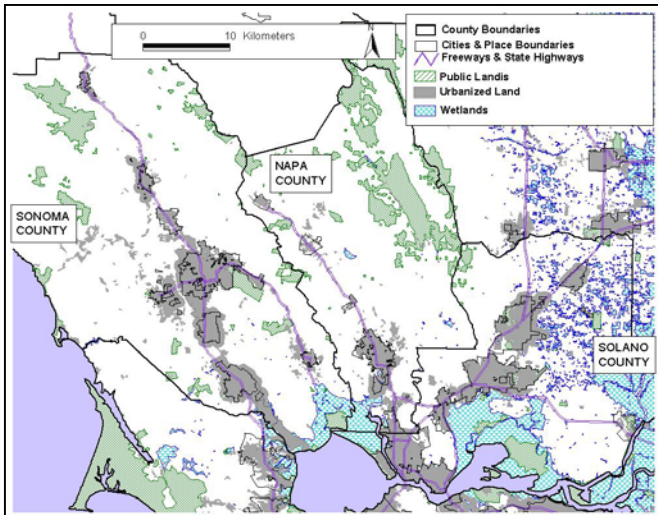 0 10 Kilometers
N
County Boundaries
Cities & Place Boundaries
Freeways & State Highways
Public Landis
Urbanized Land
Wetlands
NAPA
COUNTY
SONOMA
COUNTY
SOLANO
COUNTY